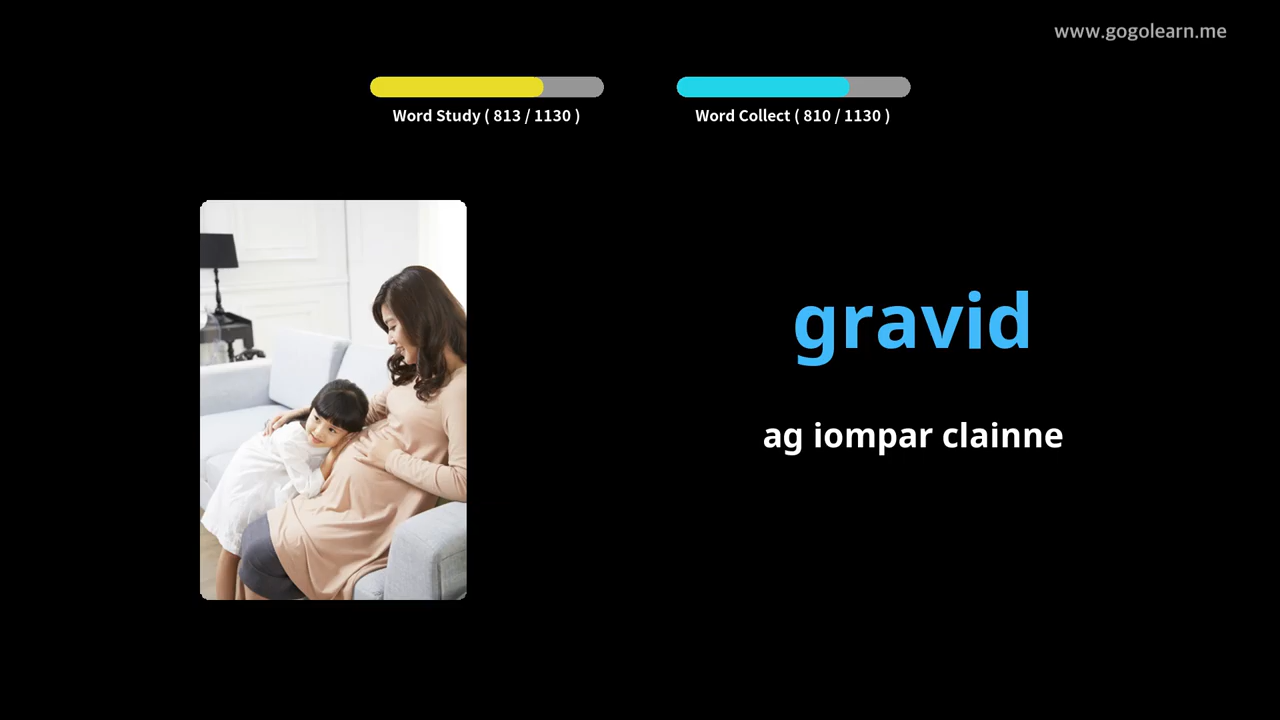 www.gogolearn.me
Word Study ( 813 / 1130 )
Word Collect ( 810 / 1130 )
gravid
ag iompar clainne